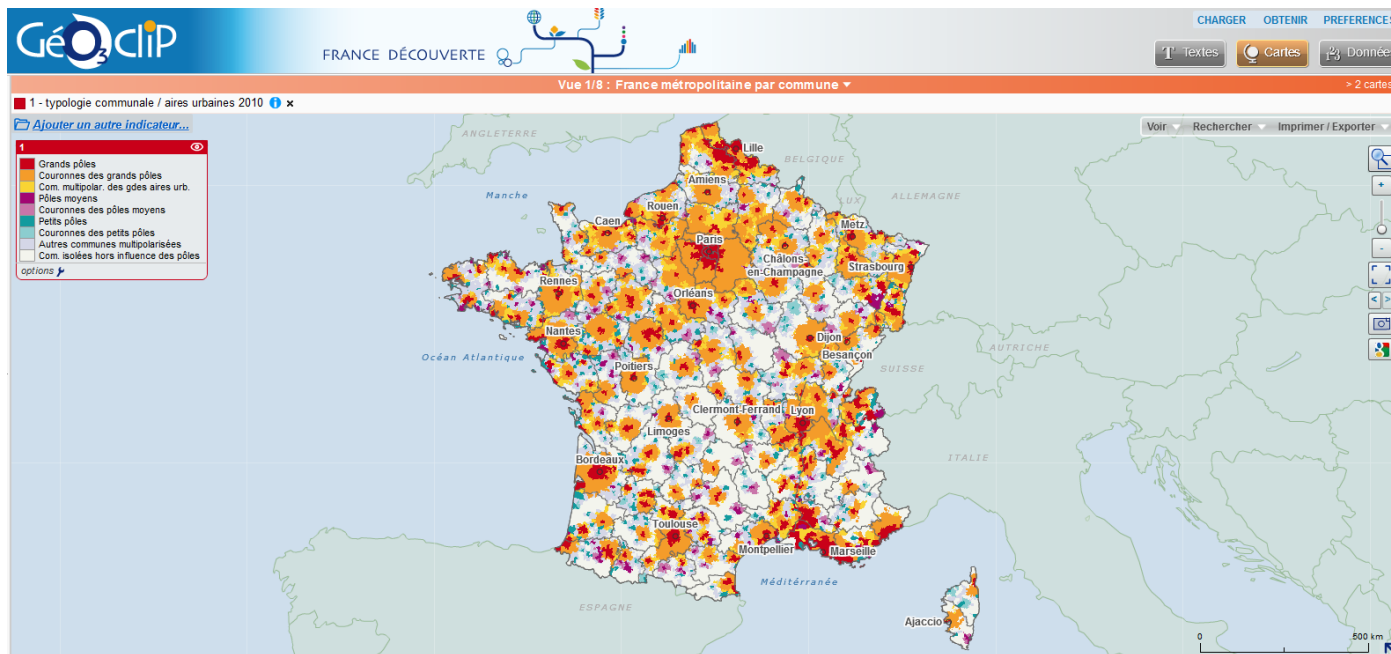 GéO3clip
FRANCE DÉCOUVERTE
CHARGER OBTENIR PREFERENCES
T Textes Cartes 123 Donnée
Vue 1/8 : France métropolitaine par commune
> 2 cartes
1 - typologie communale / aires urbaines 2010 i ×
Ajouter un autre indicateur...
Voir Rechercher Imprimer / Exporter
1
Grands pôles
Couronnes des grands pôles
Com. multipolar. des gdes aires urb.
Pôles moyens
Couronnes des pôles moyens
Petits pôles
Couronnes des petits pôles
Autres communes multipolarisées
Com. isolées hors influence des pôles
options
ANGLETERRE
Lille
BELGIQUE
Amiens
ALLEMAGNE
Manche
LUX
Rouen
Caen
Metz
Paris
Châlons-
en-Champagne
Strasbourg
Rennes
Orléans
Nantes
Dijon
AUTRICHE
Océan Atlantique
Besançon
Poitiers
SUISSE
Clermont-Ferrand
Lyon
Limoges
ITALIE
Bordeaux
Toulouse
Montpellier
Marseille
Méditérranée
ESPAGNE
Ajaccio
0 500 km
+
-
< >